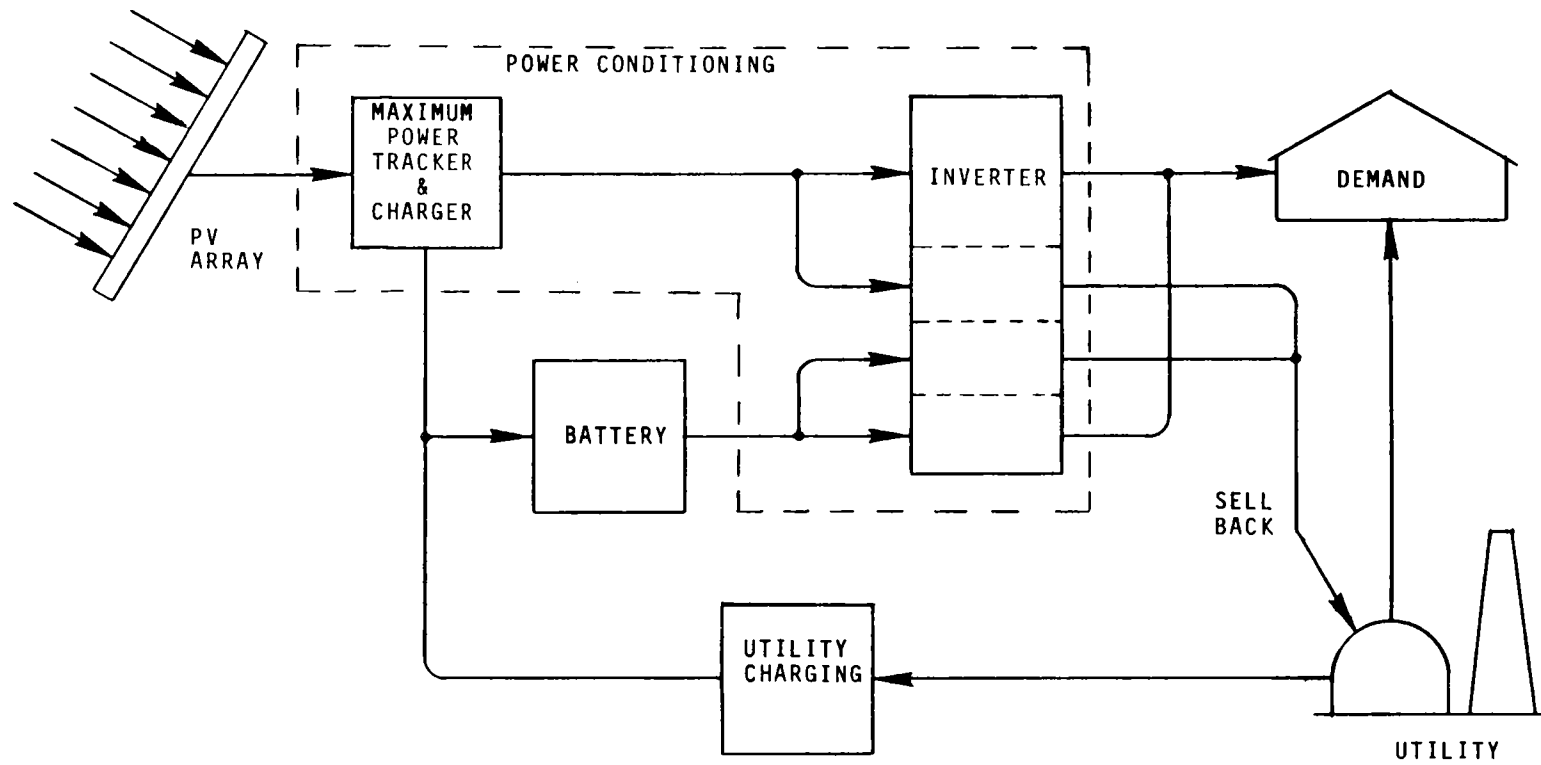 POWER CONDITIONING
MAXIMUM
POWER
TRACKER
&
CHARGER
INVERTER
DEMAND
PV
ARRAY
BATTERY
SELL
BACK
UTILITY
CHARGING
UTILITY